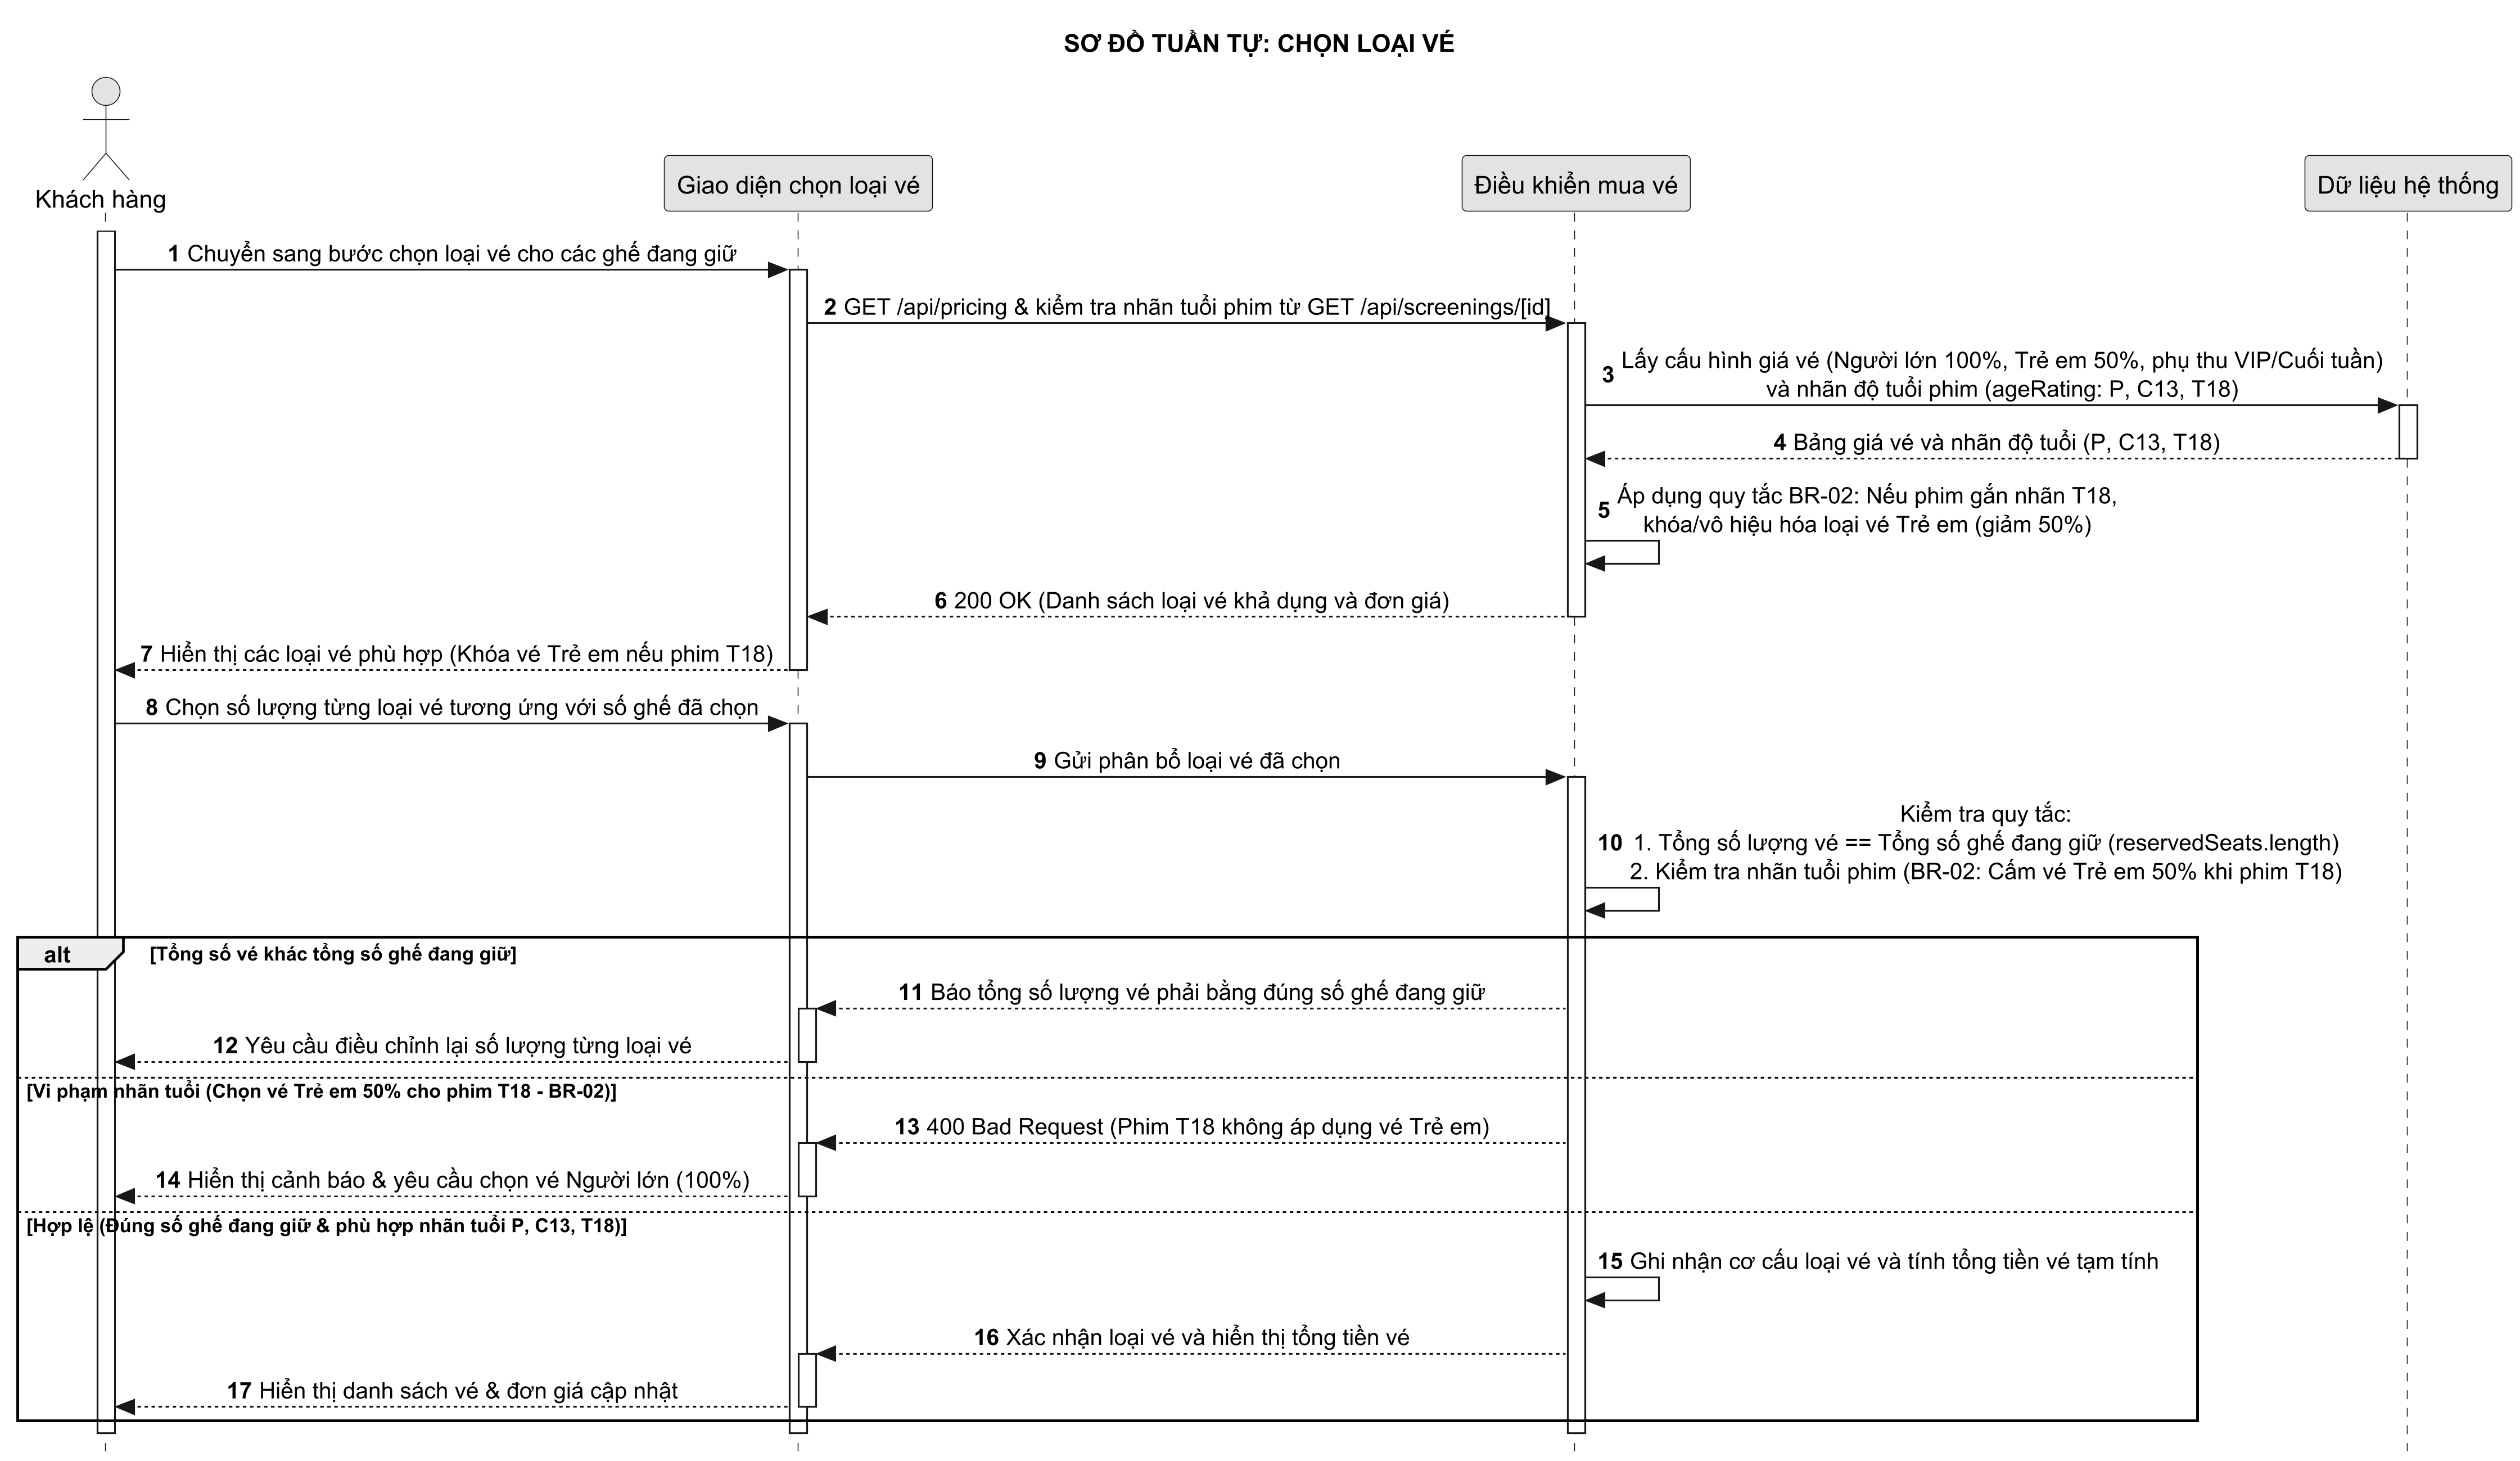 SƠ ĐỒ TUẦN TỰ: CHỌN LOẠI VÉ
Khách hàng
Giao diện chọn loại vé
Điều khiển mua vé
Dữ liệu hệ thống
1 Chuyển sang bước chọn loại vé cho các ghế đang giữ
2 GET /api/pricing & kiểm tra nhãn tuổi phim từ GET /api/screenings/[id]
3 Lấy cấu hình giá vé (Người lớn 100%, Trẻ em 50%, phụ thu VIP/Cuối tuần)
và nhãn độ tuổi phim (ageRating: P, C13, T18)
4 Bảng giá vé và nhãn độ tuổi (P, C13, T18)
5 Áp dụng quy tắc BR-02: Nếu phim gắn nhãn T18,
khóa/vô hiệu hóa loại vé Trẻ em (giảm 50%)
6 200 OK (Danh sách loại vé khả dụng và đơn giá)
7 Hiển thị các loại vé phù hợp (Khóa vé Trẻ em nếu phim T18)
8 Chọn số lượng từng loại vé tương ứng với số ghế đã chọn
9 Gửi phân bổ loại vé đã chọn
Kiểm tra quy tắc:
10 1. Tổng số lượng vé == Tổng số ghế đang giữ (reservedSeats.length)
2. Kiểm tra nhãn tuổi phim (BR-02: Cấm vé Trẻ em 50% khi phim T18)
alt [Tổng số vé khác tổng số ghế đang giữ]
11 Báo tổng số lượng vé phải bằng đúng số ghế đang giữ
12 Yêu cầu điều chỉnh lại số lượng từng loại vé
[Vi phạm nhãn tuổi (Chọn vé Trẻ em 50% cho phim T18 - BR-02)]
13 400 Bad Request (Phim T18 không áp dụng vé Trẻ em)
14 Hiển thị cảnh báo & yêu cầu chọn vé Người lớn (100%)
[Hợp lệ (Đúng số ghế đang giữ & phù hợp nhãn tuổi P, C13, T18)]
15 Ghi nhận cơ cấu loại vé và tính tổng tiền vé tạm tính
16 Xác nhận loại vé và hiển thị tổng tiền vé
17 Hiển thị danh sách vé & đơn giá cập nhật